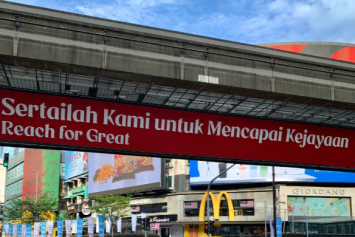 Sertailah Kami untuk Mencapai Kejayaan
Reach for Great
GIORDANO